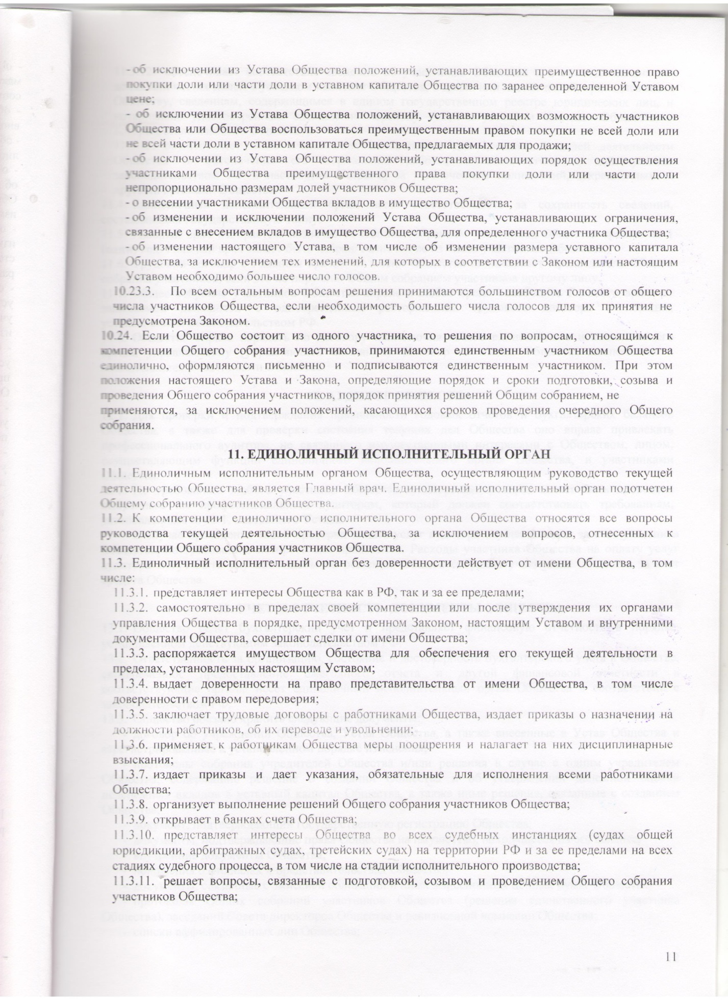 - об исключении из Устава Общества положений, устанавливающих преимущественное право
покупки доли или части доли в уставном капитале Общества по заранее определенной Уставом
цене;
- об исключении из Устава Общества положений, устанавливающих возможность участников
Общества или Общества воспользоваться преимущественным правом покупки не всей доли или
не всей части доли в уставном капитале Общества, предлагаемых для продажи;
- об исключении из Устава Общества положений, устанавливающих порядок осуществления
участниками Общества преимущественного права покупки доли или части доли
непропорционально размерам долей участников Общества;
- о внесении участниками Общества вкладов в имущество Общества;
- об изменении и исключении положений Устава Общества, устанавливающих ограничения,
связанные с внесением вкладов в имущество Общества, для определенного участника Общества;
- об изменении настоящего Устава, в том числе об изменении размера уставного капитала
Общества, за исключением тех изменений, для которых в соответствии с Законом или настоящим
Уставом необходимо большее число голосов.
10.23.3. По всем остальным вопросам решения принимаются большинством голосов от общего
числа участников Общества, если необходимость большего числа голосов для их принятия не
предусмотрена Законом.
10.24. Если Общество состоит из одного участника, то решения по вопросам, относящимся к
компетенции Общего собрания участников, принимаются единственным участником Общества
единолично, оформляются письменно и подписываются единственным участником. При этом
положения настоящего Устава и Закона, определяющие порядок и сроки подготовки, созыва и
проведения Общего собрания участников, порядок принятия решений Общим собранием, не
применяются, за исключением положений, касающихся сроков проведения очередного Общего
собрания.
11. ЕДИНОЛИЧНЫЙ ИСПОЛНИТЕЛЬНЫЙ ОРГАН
11.1. Единоличным исполнительным органом Общества, осуществляющим руководство текущей
деятельностью Общества, является Главный врач. Единоличный исполнительный орган подотчетен
Общему собранию участников Общества.
11.2. К компетенции единоличного исполнительного органа Общества относятся все вопросы
руководства текущей деятельностью Общества, за исключением вопросов, отнесенных к
компетенции Общего собрания участников Общества.
11.3. Единоличный исполнительный орган без доверенности действует от имени Общества, в том
числе:
11.3.1. представляет интересы Общества как в РФ, так и за ее пределами;
11.3.2. самостоятельно в пределах своей компетенции или после утверждения их органами
управления Общества в порядке, предусмотренном Законом, настоящим Уставом и внутренними
документами Общества, совершает сделки от имени Общества;
11.3.3. распоряжается имуществом Общества для обеспечения его текущей деятельности в
пределах, установленных настоящим Уставом;
11.3.4. выдает доверенности на право представительства от имени Общества, в том числе
доверенности с правом передоверия;
11.3.5. заключает трудовые договоры с работниками Общества, издает приказы о назначении на
должности работников, об их переводе и увольнении;
11.3.6. применяет к работникам Общества меры поощрения и налагает на них дисциплинарные
взыскания;
11.3.7. издает приказы и дает указания, обязательные для исполнения всеми работниками
Общества;
11.3.8. организует выполнение решений Общего собрания участников Общества;
11.3.9. открывает в банках счета Общества;
11.3.10. представляет интересы Общества во всех судебных инстанциях (судах общей
юрисдикции, арбитражных судах, третейских судах) на территории РФ и за ее пределами на всех
стадиях судебного процесса, в том числе на стадии исполнительного производства;
11.3.11. решает вопросы, связанные с подготовкой, созывом и проведением Общего собрания
участников Общества;
11